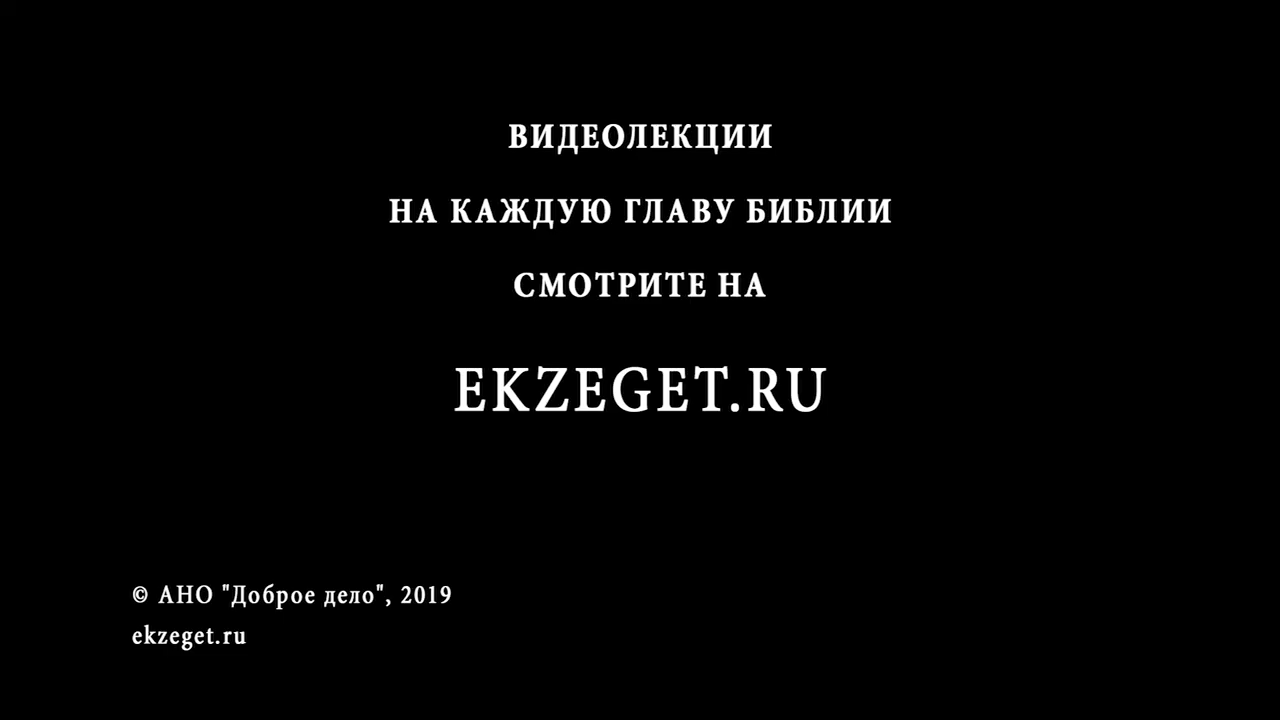 ВИДЕОЛЕКЦИИ
НА КАЖДУЮ ГЛАВУ БИБЛИИ
СМОТРИТЕ НА
EKZEGET.RU
© АНО "Доброе дело", 2019
ekzeget.ru